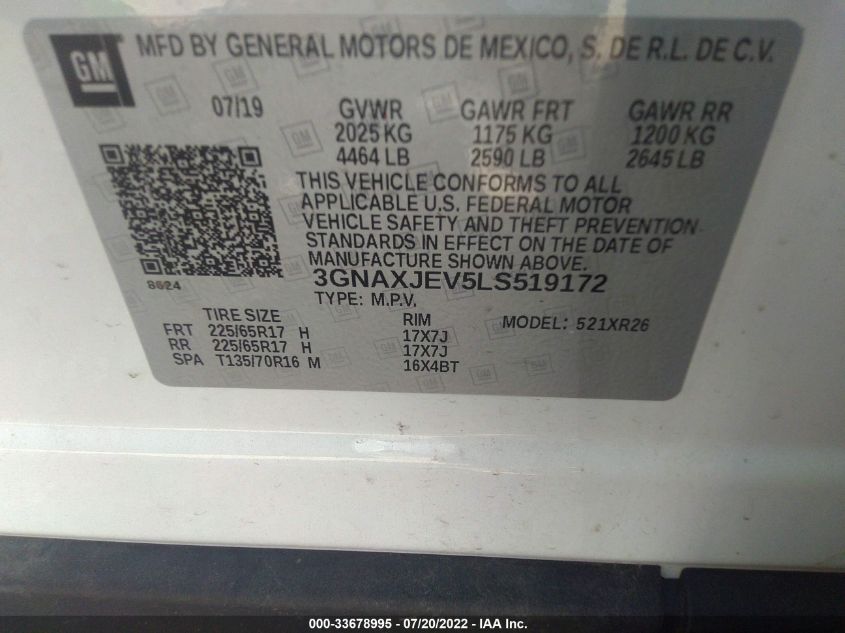 GM
MFD BY GENERAL MOTORS DE MEXICO, S. DE R.L. DE C.V.
07/19 GVWR GAWR FRT GAWR RR
2025 KG 1175 KG 1200 KG
4464 LB 2590 LB 2645 LB
THIS VEHICLE CONFORMS TO ALL
APPLICABLE U.S. FEDERAL MOTOR
VEHICLE SAFETY AND THEFT PREVENTION
STANDARDS IN EFFECT ON THE DATE OF
MANUFACTURE SHOWN ABOVE.
8624
3GNAXJEV5LS519172
TYPE: M.P.V.
TIRE SIZE RIM MODEL: 521XR26
FRT 225/65R17 H 17X7J
RR 225/65R17 H 17X7J
SPA T135/70R16 M 16X4BT
000-33678995 - 07/20/2022 - IAA Inc.